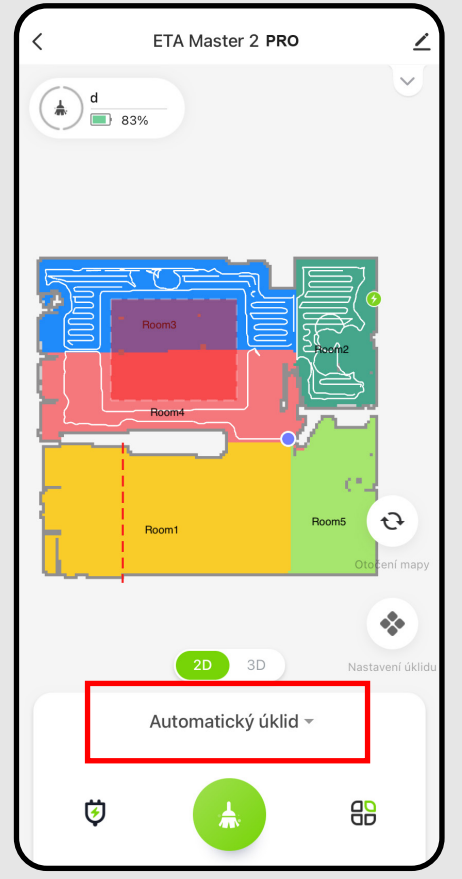 ETA Master 2 PRO
d
83%
Room3
Room2
Room4
Room1
Room5
Otočení mapy
2D 3D
Nastavení úklidu
Automatický úklid